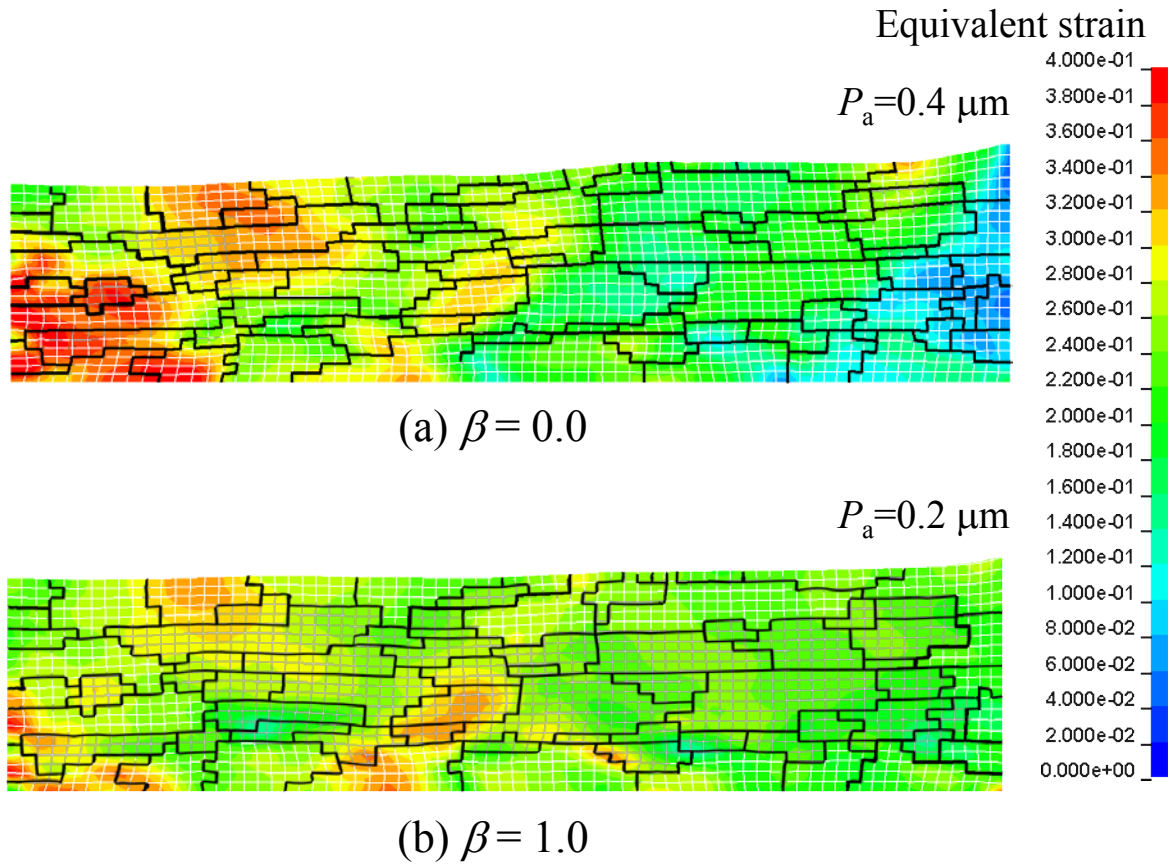 Equivalent strain
4.000e-01
Pa=0.4 μm
3.800e-01
3.600e-01
3.400e-01
3.200e-01
3.000e-01
2.800e-01
2.600e-01
2.400e-01
2.200e-01
(a) β = 0.0
2.000e-01
1.800e-01
1.600e-01
Pa=0.2 μm
1.400e-01
1.200e-01
1.000e-01
8.000e-02
6.000e-02
4.000e-02
2.000e-02
0.000e+00
(b) β = 1.0